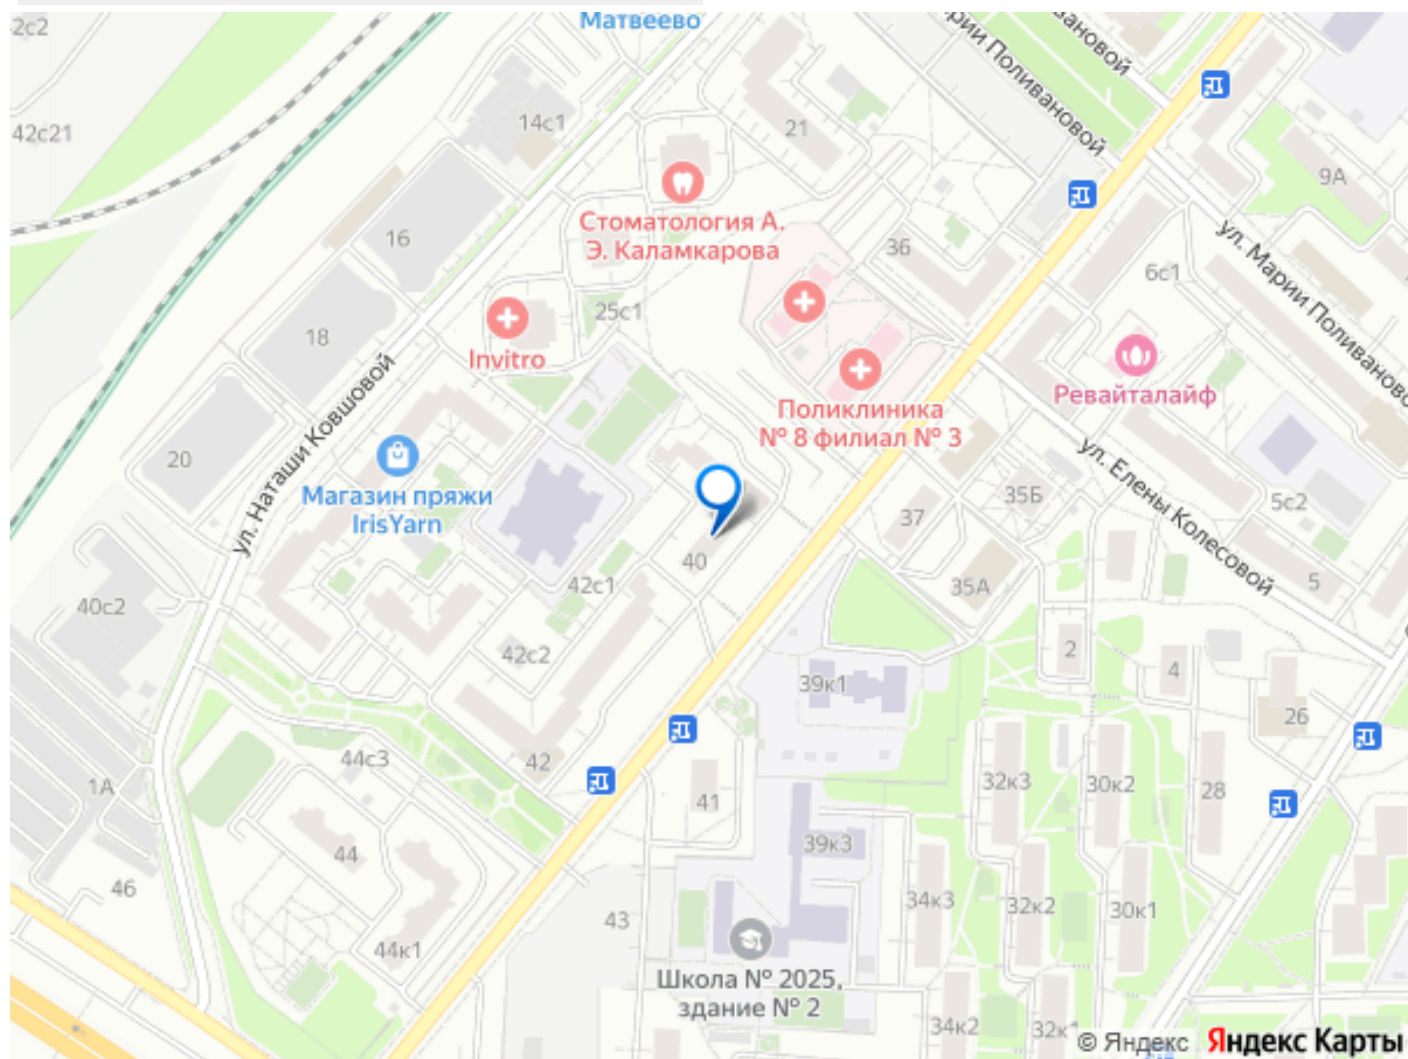 2с2
Матвеево
42с21
14с1
21
Марии Поливановой
9А
16
Стоматология А.
Э. Каламкарова
36
ул. Марии Поливановой
6с1
25с1
18
Invitro
Ревайталайф
Поликлиника
№ 8 филиал № 3
ул. Наташи Ковшовой
20
Магазин пряжи
IrisYarn
ул. Елены Колесовой
35Б
5с2
37
40
42с1
35А
5
40с2
42с2
2
4
39к1
26
42
44с3
1А
41
32к3
30к2
28
39к3
44
46
34к3
32к2
30к1
43
44к1
Школа № 2025,
здание № 2
34к2
© Яндекс
Яндекс Карты